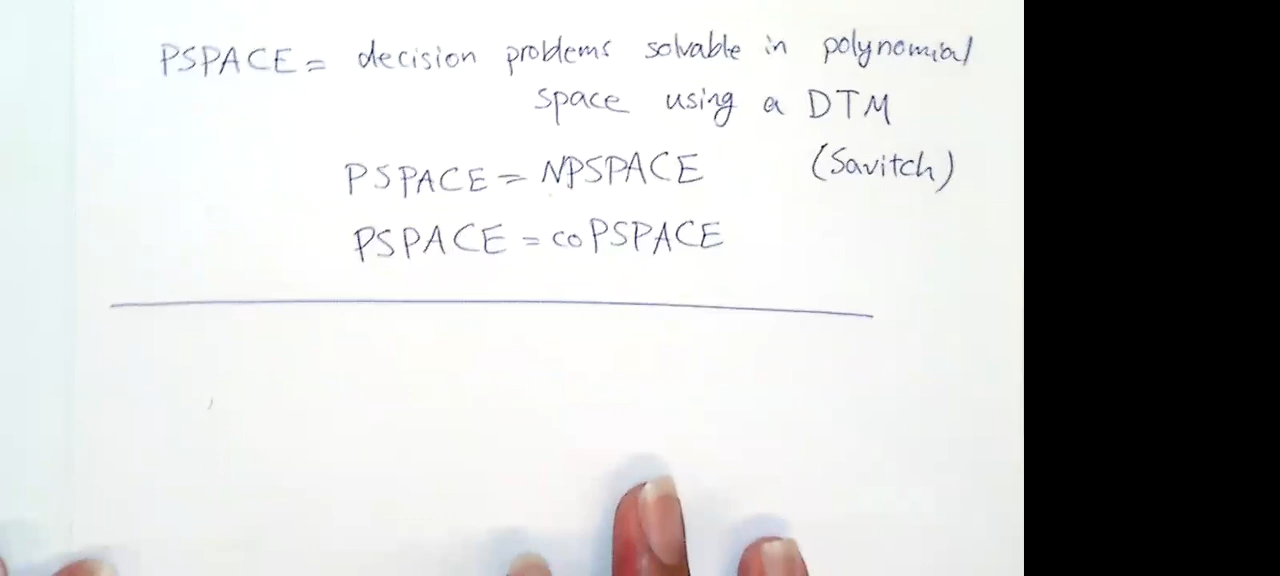 PSPACE = decision problems solvable in polynomial
space using a DTM
PSPACE = NPSPACE (Savitch)
PSPACE = coPSPACE